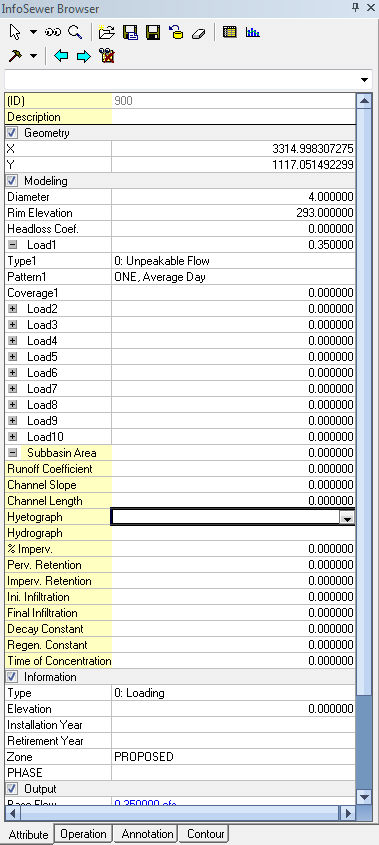 InfoSewer Browser
(ID) 900
Description
Geometry
X 3314.998307275
Y 1117.051492299
Modeling
Diameter 4.000000
Rim Elevation 293.000000
Headloss Coef. 0.000000
Load1 0.350000
Type1 0: Unpeakable Flow
Pattern1 ONE, Average Day
Coverage1 0.000000
Load2 0.000000
Load3 0.000000
Load4 0.000000
Load5 0.000000
Load6 0.000000
Load7 0.000000
Load8 0.000000
Load9 0.000000
Load10 0.000000
Subbasin Area 0.000000
Runoff Coefficient 0.000000
Channel Slope 0.000000
Channel Length 0.000000
Hyetograph
Hydrograph
% Imperv. 0.000000
Perv. Retention 0.000000
Imperv. Retention 0.000000
Ini. Infiltration 0.000000
Final Infiltration 0.000000
Decay Constant 0.000000
Regen. Constant 0.000000
Time of Concentration 0.000000
Information
Type 0: Loading
Elevation 0.000000
Installation Year
Retirement Year
Zone PROPOSED
PHASE
Output
Base Flow 0.350000 cfs
Attribute Operation Annotation Contour